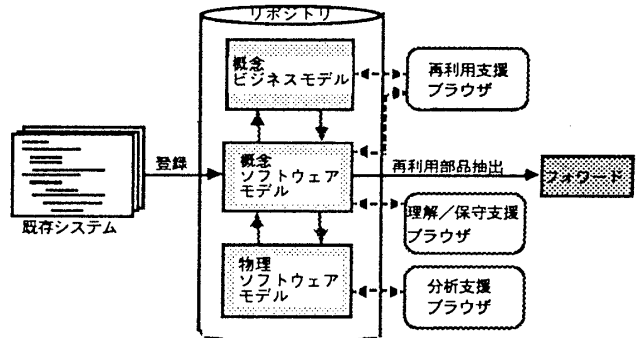 リポジトリ
概念
ビジネスモデル
再利用支援
ブラウザ
登録
概念
ソフトウェア
モデル
再利用部品抽出
フォワード
既存システム
理解／保守支援
ブラウザ
物理
ソフトウェア
モデル
分析支援
ブラウザ